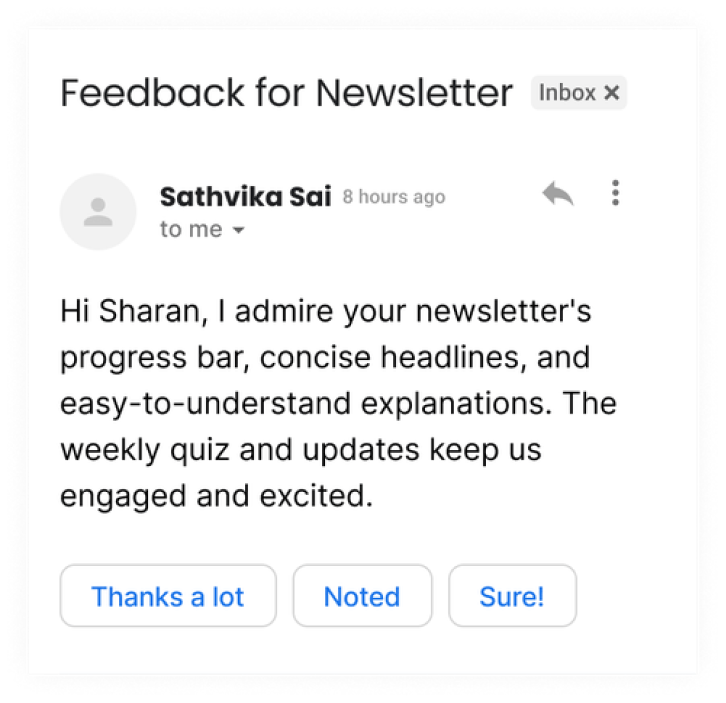 Feedback for Newsletter Inbox ×
Sathvika Sai 8 hours ago
to me
Hi Sharan, I admire your newsletter's
progress bar, concise headlines, and
easy-to-understand explanations. The
weekly quiz and updates keep us
engaged and excited.
Thanks a lot Noted Sure!